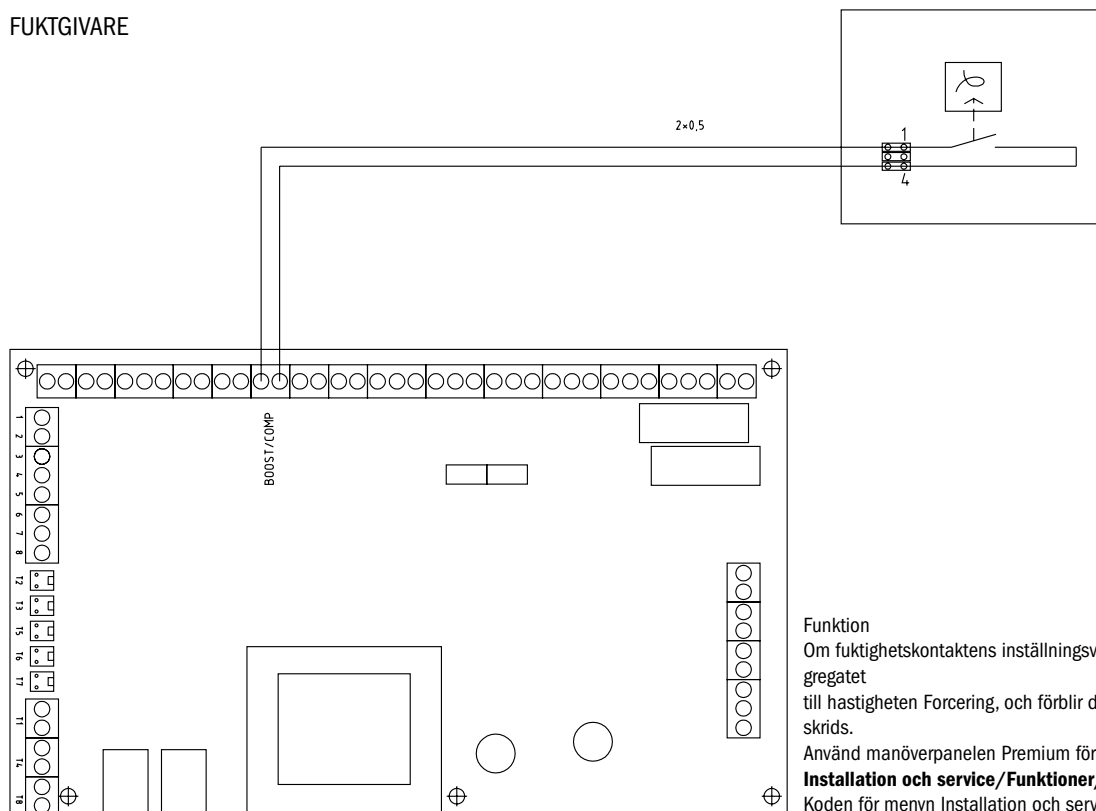 FUKTGIVARE
2×0,5
1
4
BOOST/COMP
1
2
3
4
5
6
7
8
T2
T3
T5
T6
T7
T1
T4
T8
Funktion
Om fuktighetskontaktens
gregatet
till hastigheten Forcering, och förblir
skrids.
Använd manöverpanelen Premium för
Installation och service/Funktioner/
Koden för menyn Installation och